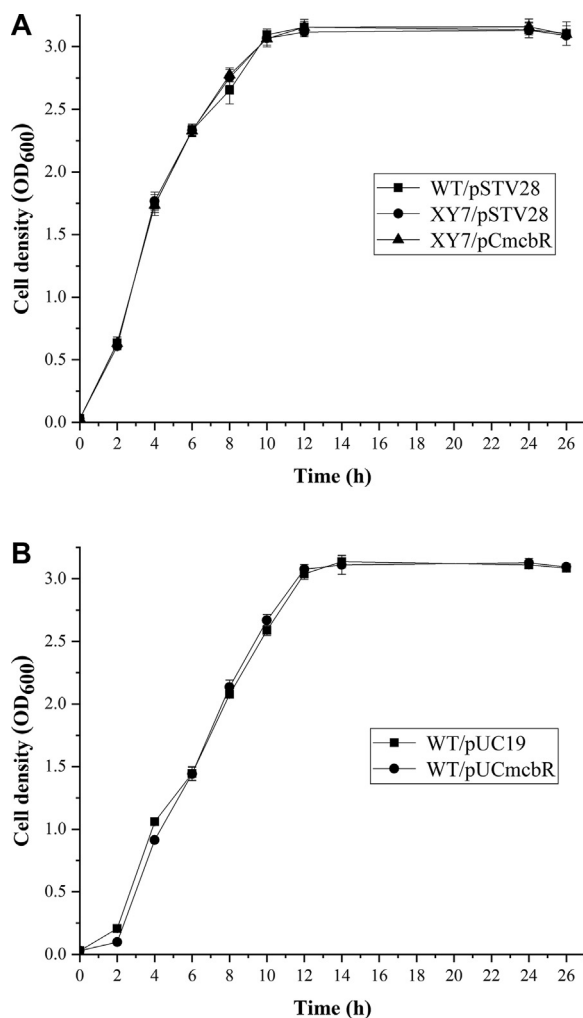 A
3.0
2.5
2.0
1.5
1.0
0.5
0.0
Cell density (OD600)
WT/pSTV28
XY7/pSTV28
XY7/pCmcbR
0 2 4 6 8 10 12 14 16 18 20 22 24 26
Time (h)
B
3.0
2.5
2.0
1.5
1.0
0.5
0.0
Cell density (OD600)
WT/pUC19
WT/pUCmcbR
0 2 4 6 8 10 12 14 16 18 20 22 24 26
Time (h)